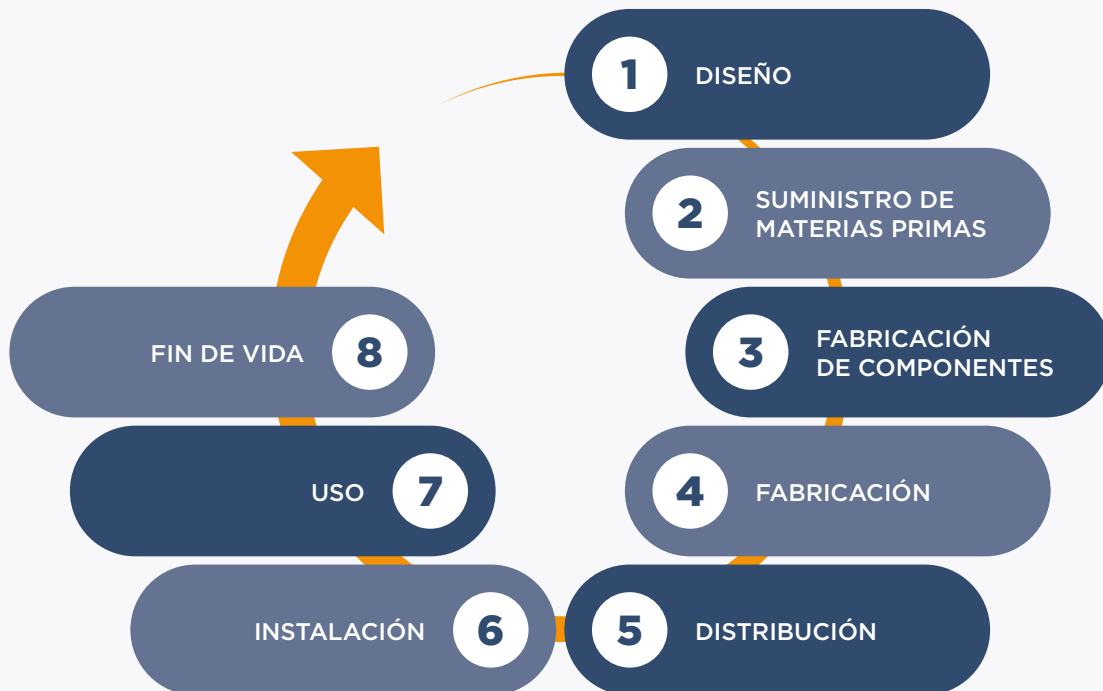 1 DISEÑO
2 SUMINISTRO DE
MATERIAS PRIMAS
3 FABRICACIÓN
DE COMPONENTES
4 FABRICACIÓN
5 DISTRIBUCIÓN
6 INSTALACIÓN
7 USO
8 FIN DE VIDA